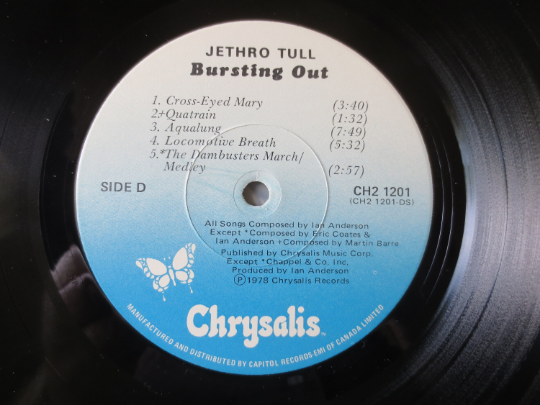 JETHRO TULL
Bursting Out
1. Cross-Eyed Mary (3:40)
2.+Quatrain (1:32)
3. Aqualung (7:49)
4. Locomotive Breath (5:32)
5.*The Dambusters March/
Medley (2:57)
SIDE D
CH2 1201
(CH2 1201-DS)
All Songs Composed by Ian Anderson
Except *Composed by Eric Coates &
Ian Anderson +Composed by Martin Barre
Published by Chrysalis Music Corp.
Except *Chappel & Co. Inc.
Produced by Ian Anderson
Ⓟ1978 Chrysalis Records
Chrysalis TM
MANUFACTURED AND DISTRIBUTED BY CAPITOL RECORDS-EMI OF CANADA LIMITED